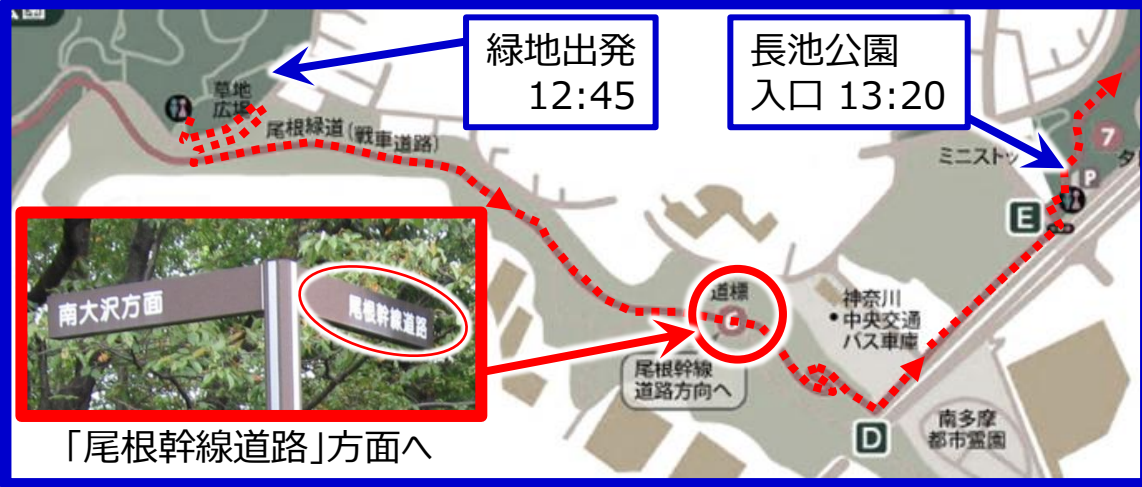 緑地出発
12:45
長池公園
入口 13:20
草地
広場
尾根緑道(戦車道路)
ミニストッ
7
P
E
南大沢方面
尾根幹線道路
道標
神奈川
中央交通
バス車庫
尾根幹線
道路方向へ
D
南多摩
都市霊園
「尾根幹線道路」方面へ